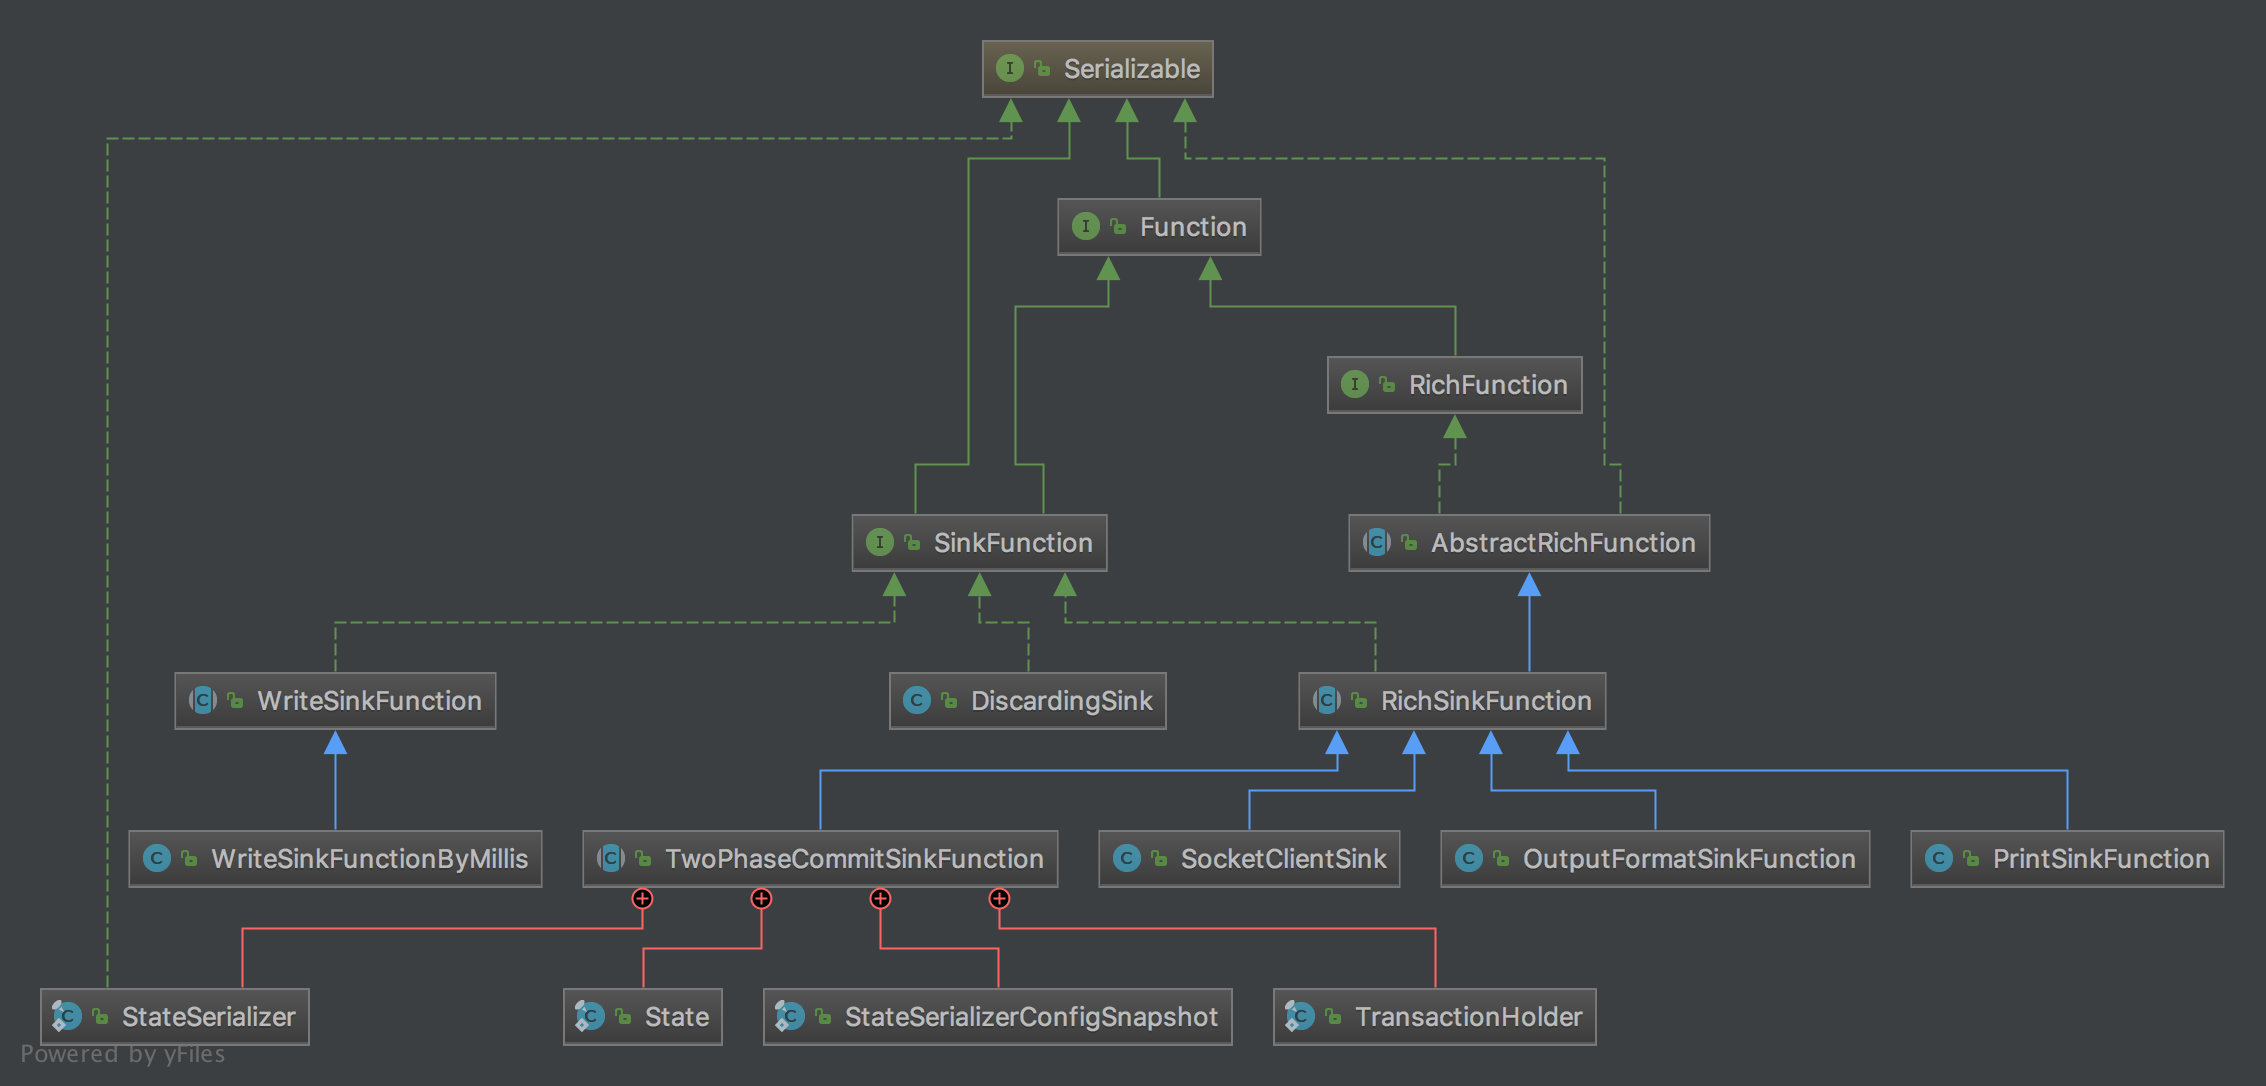 I Serializable
I Function
I RichFunction
I SinkFunction
C AbstractRichFunction
C WriteSinkFunction
C DiscardingSink
C RichSinkFunction
C WriteSinkFunctionByMillis
C TwoPhaseCommitSinkFunction
C SocketClientSink
C OutputFormatSinkFunction
C PrintSinkFunction
C StateSerializer
C State
C StateSerializerConfigSnapshot
C TransactionHolder
Powered by yFiles